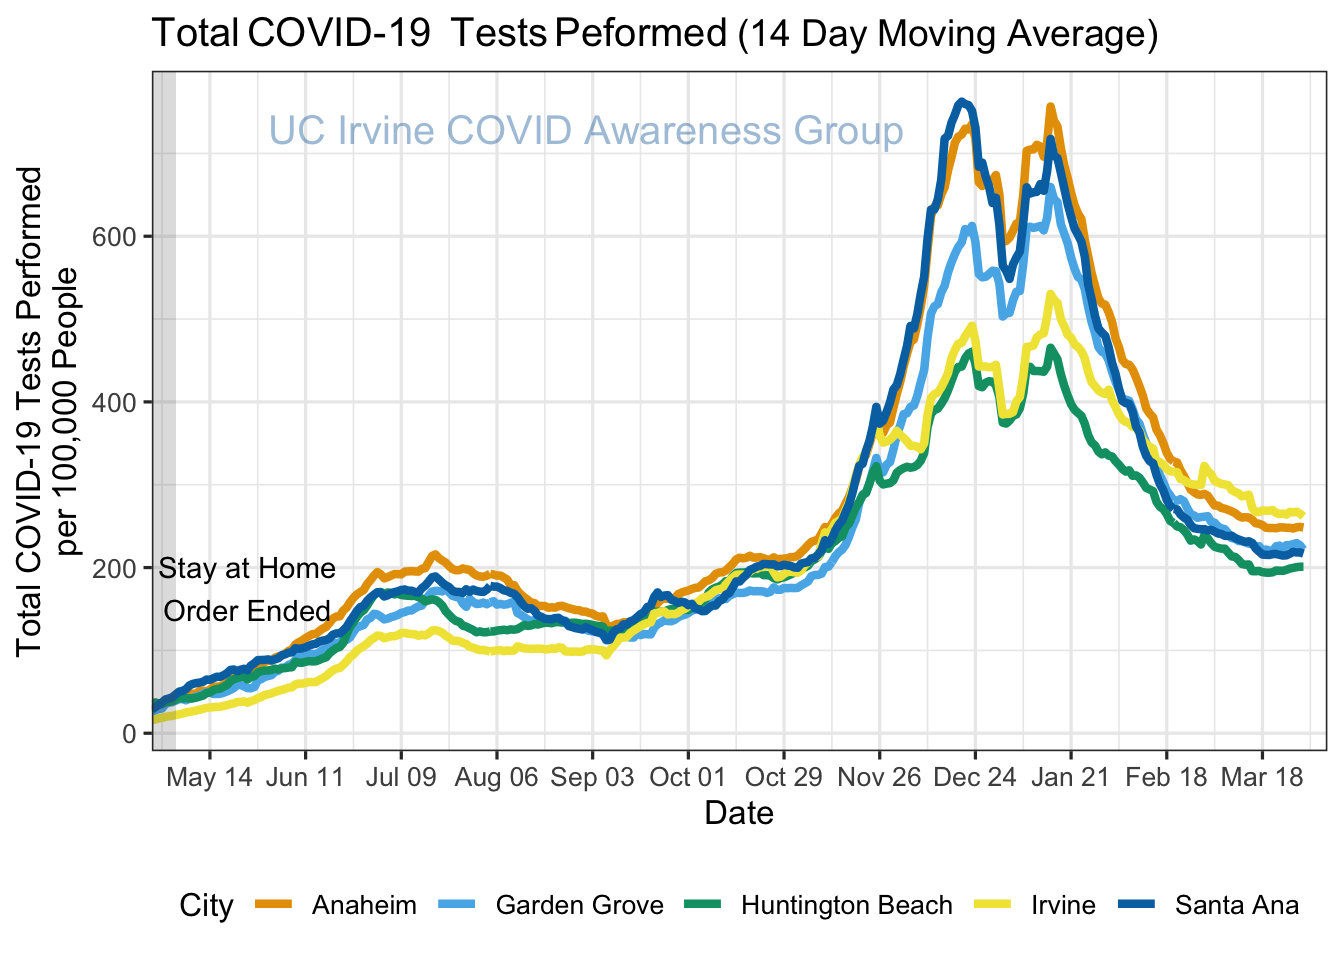 Total COVID-19 Tests Peformed (14 Day Moving Average)
UC Irvine COVID Awareness Group
Total COVID-19 Tests Performed
per 100,000 People
600
400
200
0
Stay at Home
Order Ended
May 14 Jun 11 Jul 09 Aug 06 Sep 03 Oct 01 Oct 29 Nov 26 Dec 24 Jan 21 Feb 18 Mar 18
Date
City Anaheim Garden Grove Huntington Beach Irvine Santa Ana